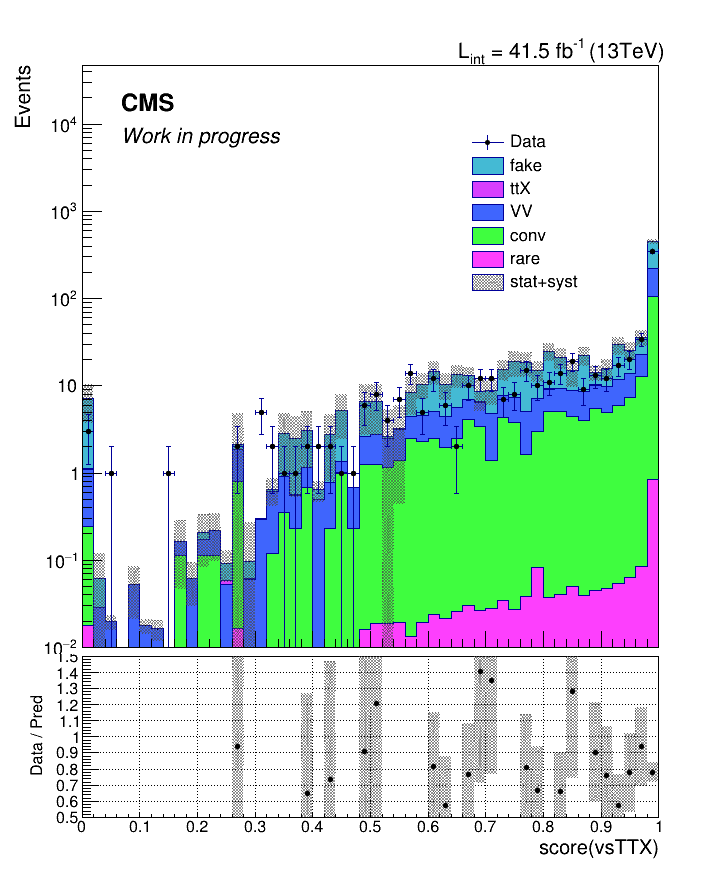 L_int = 41.5 fb^-1 (13TeV)
Events
CMS
Work in progress
Data
fake
ttX
VV
conv
rare
stat+syst
10^4
10^3
10^2
10
1
10^-1
10^-2
Data / Pred
1.5
1.4
1.3
1.2
1.1
1
0.9
0.8
0.7
0.6
0.5
0 0.1 0.2 0.3 0.4 0.5 0.6 0.7 0.8 0.9 1
score(vsTTX)